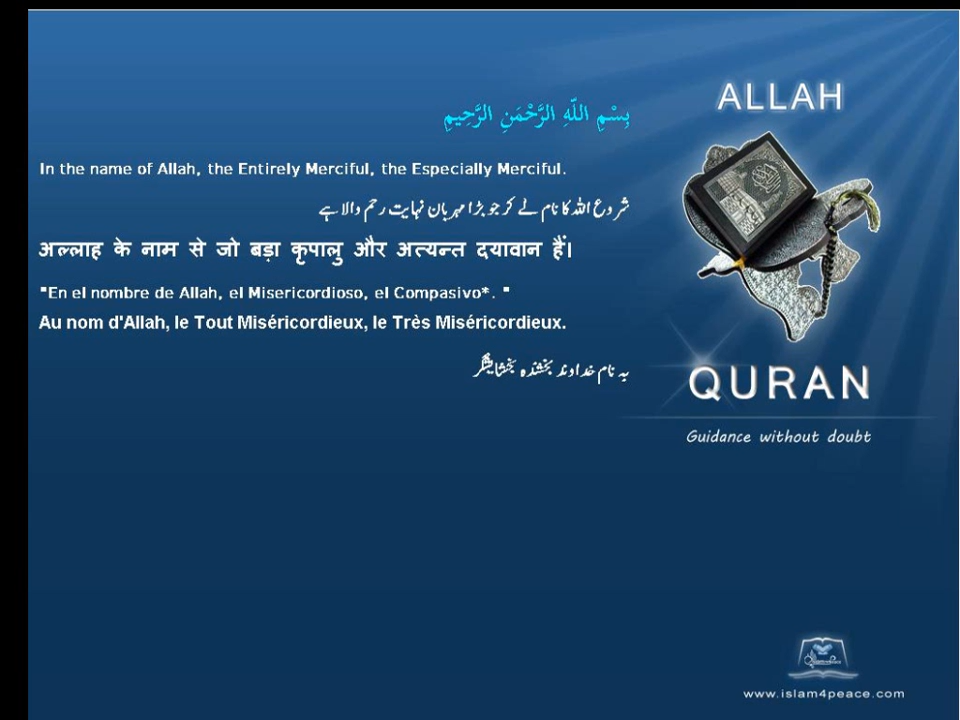 بِسْمِ اللّهِ الرَّحْمَنِ الرَّحِيمِ
In the name of Allah, the Entirely Merciful, the Especially Merciful.
شروع الله کا نام لے کر جو بڑا مہربان نہایت رحم والا ہے
अल्लाह के नाम से जो बड़ा कृपालु और अत्यन्त दयावान हैं।
"En el nombre de Allah, el Misericordioso, el Compasivo*. "
Au nom d'Allah, le Tout Miséricordieux, le Très Miséricordieux.
به نام خداوند بخشنده بخشایشگر
ALLAH
QURAN
Guidance without doubt
www.islam4peace.com